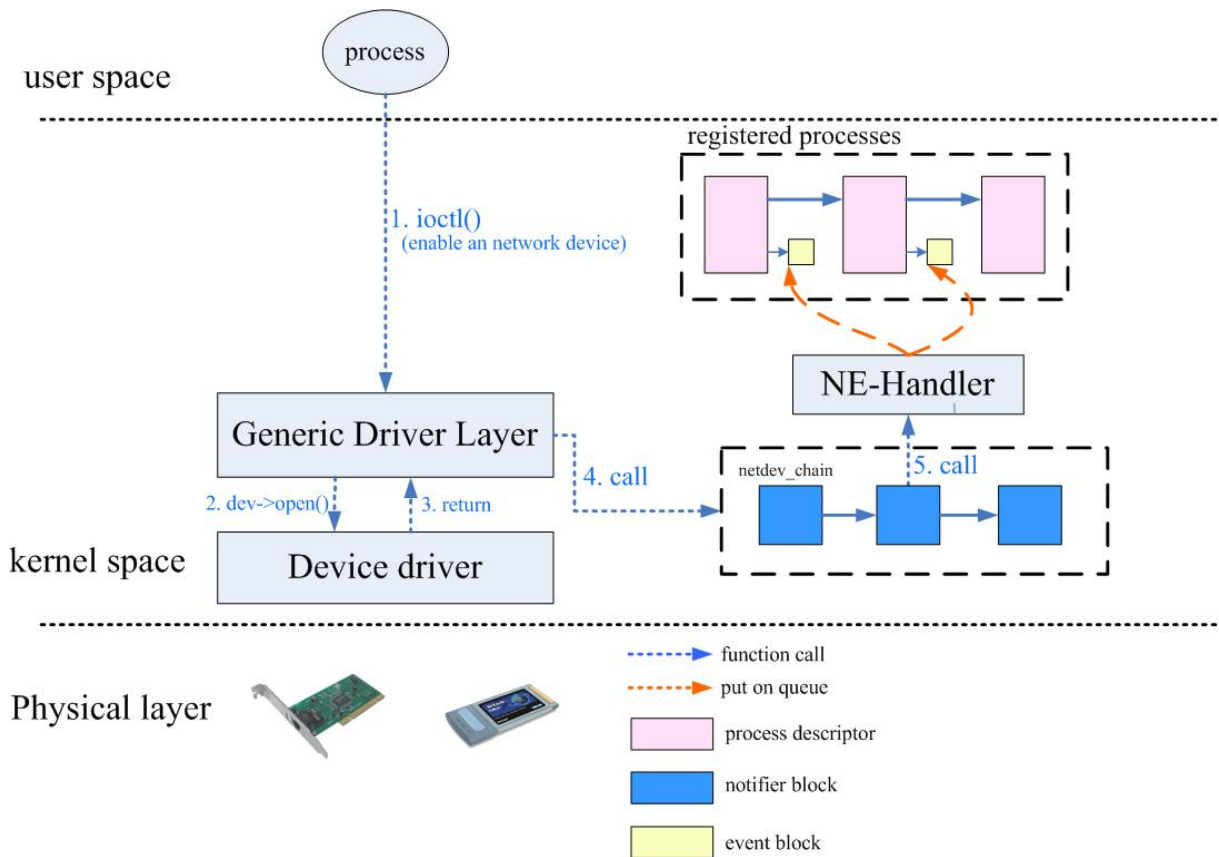 process
user space
registered processes
1. ioctl()
(enable an network device)
NE-Handler
Generic Driver Layer
4. call
5. call
netdev_chain
2. dev->open()
3. return
kernel space
Device driver
function call
put on queue
Physical layer
process descriptor
notifier block
event block